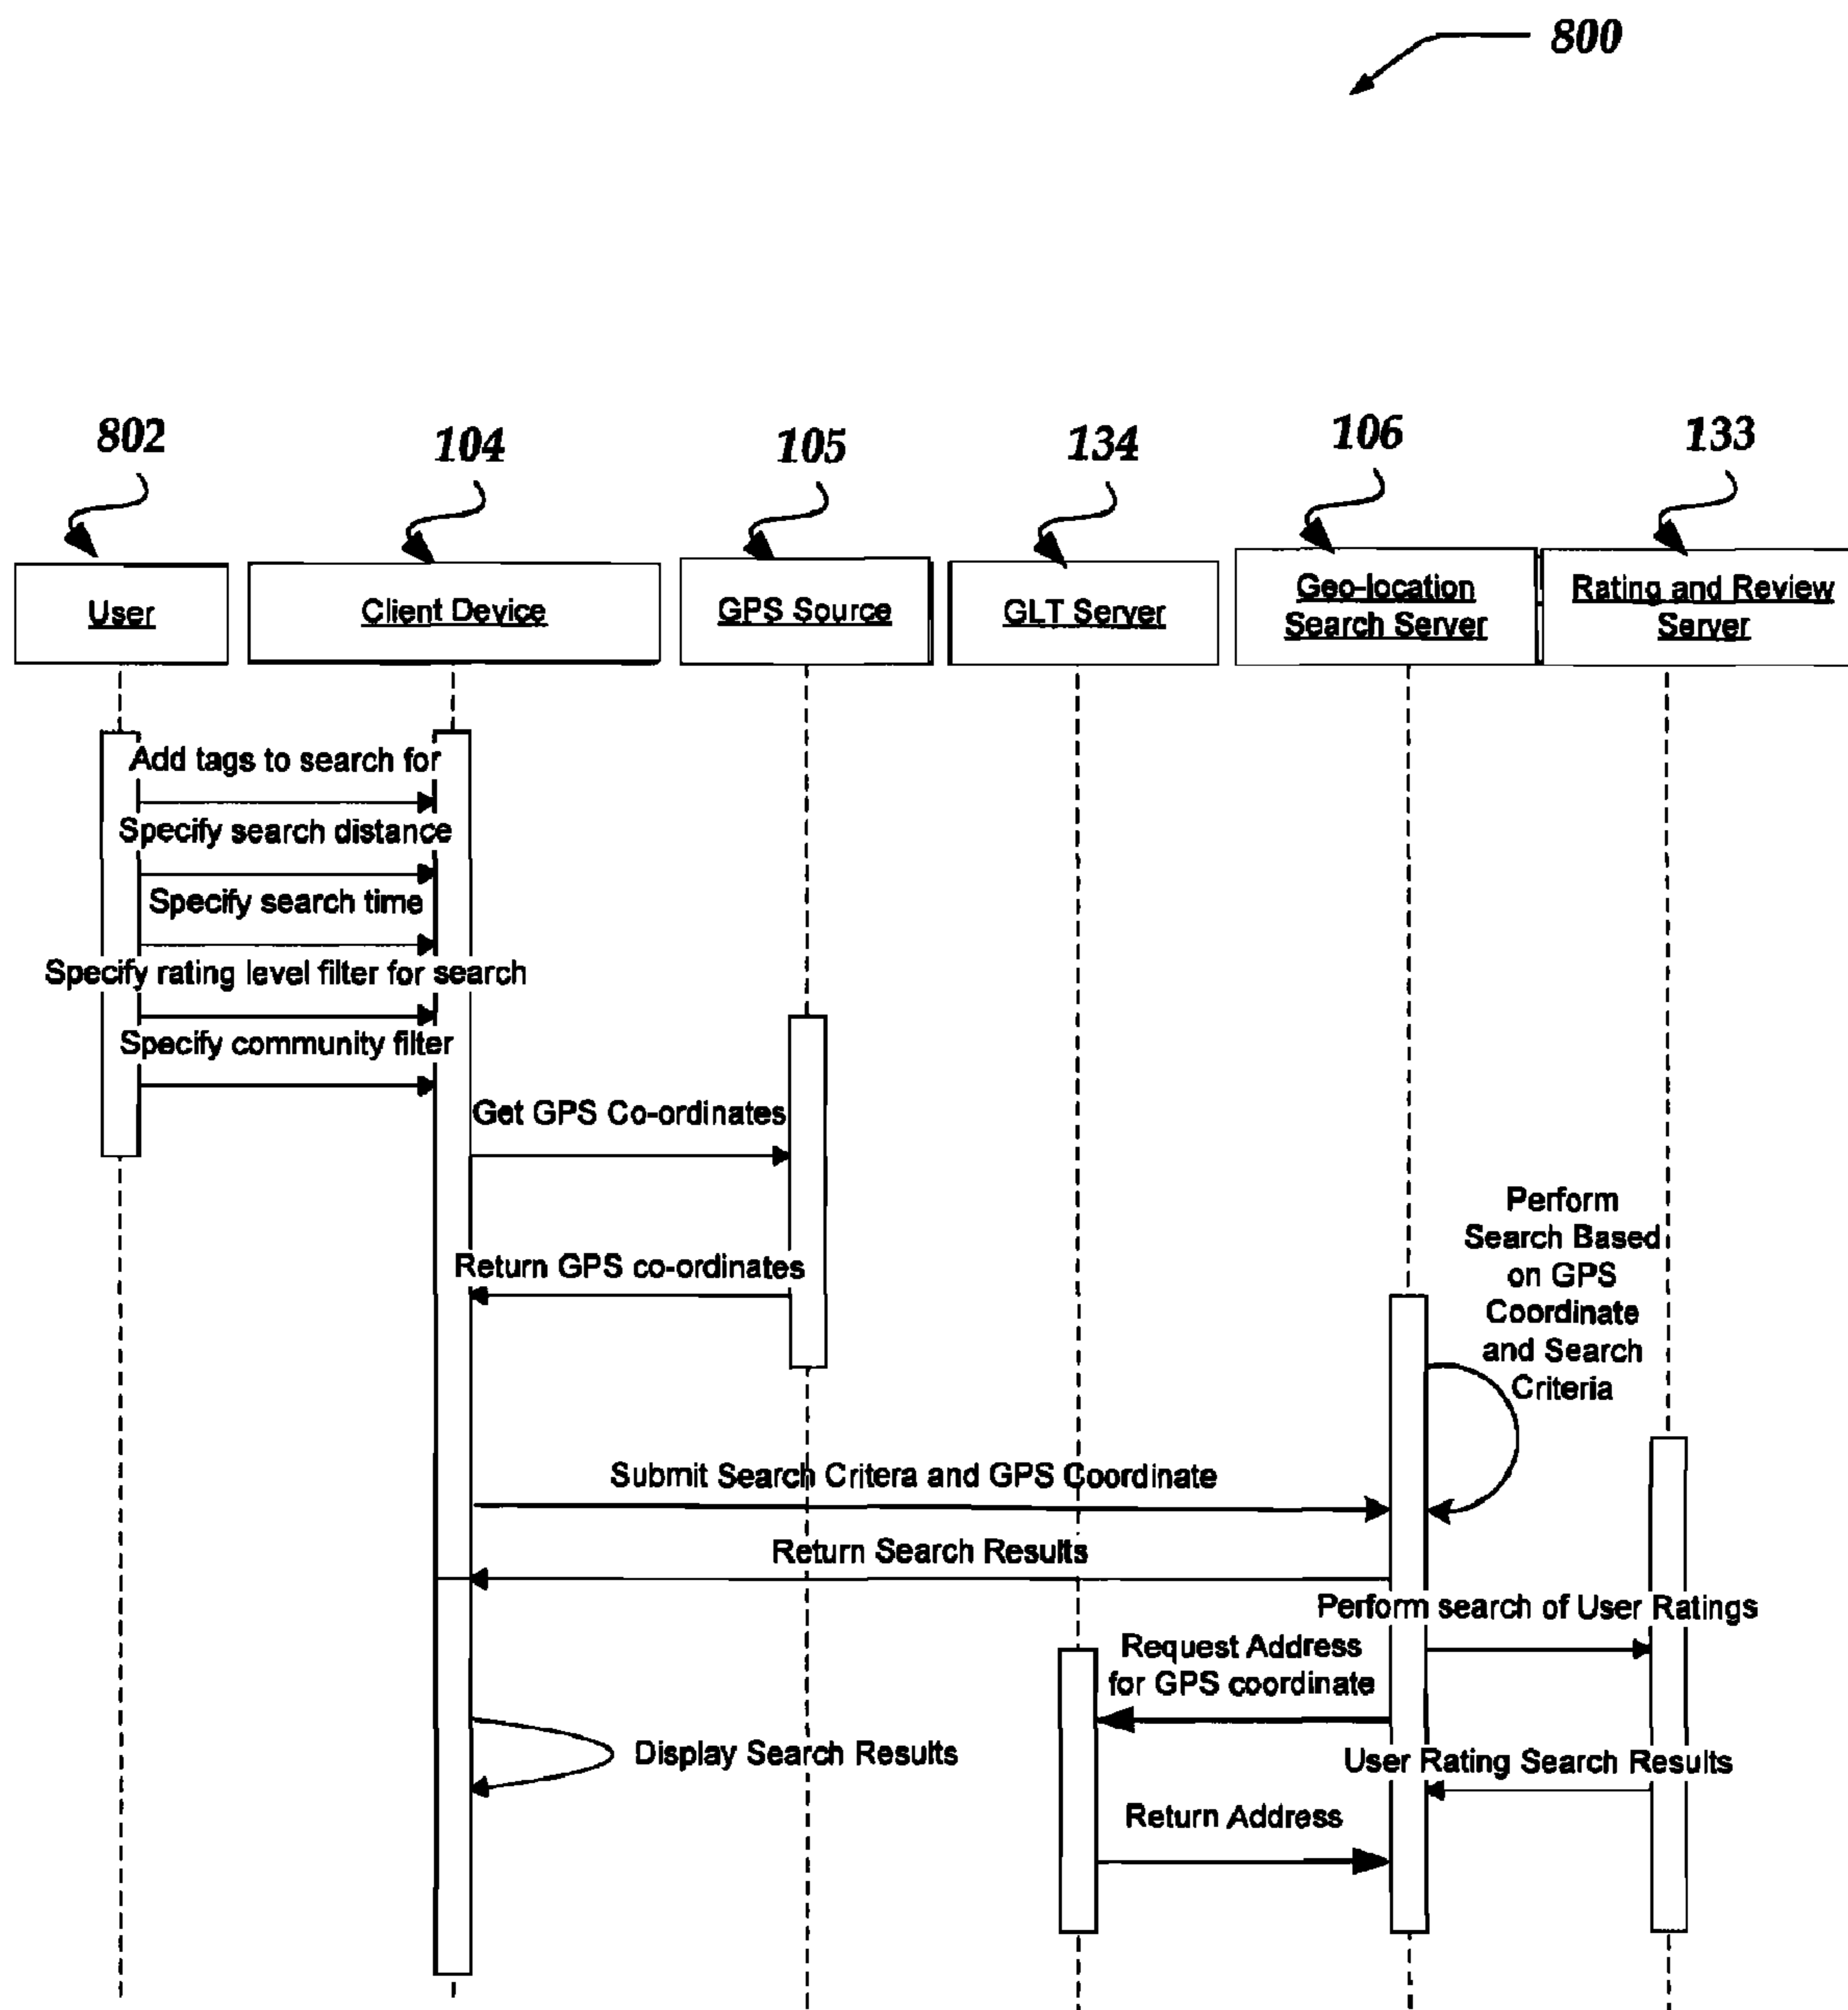 800
802
104
105
134
106
133
User
Client Device
GPS Source
GLT Server
Geo-location
Search Server
Rating and Review
Server
Add tags to search for
Specify search distance
Specify search time
Specify rating level filter for search
Specify community filter
Get GPS Co-ordinates
Return GPS co-ordinates
Perform
Search Based
on GPS
Coordinate
and Search
Criteria
Submit Search Critera and GPS Coordinate
Return Search Results
Perform search of User Ratings
Request Address
for GPS coordinate
Display Search Results
User Rating Search Results
Return Address